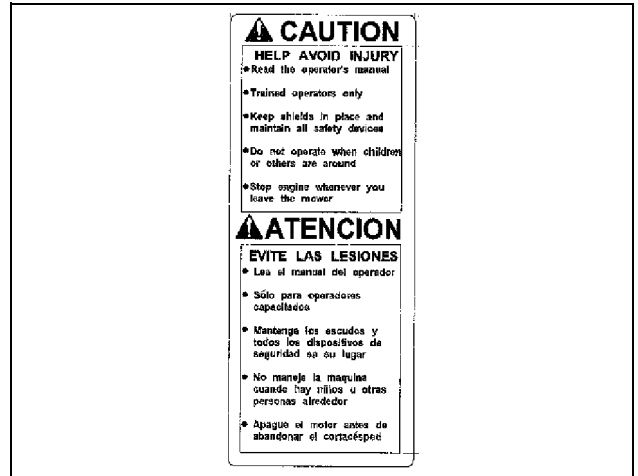 CAUTION
HELP AVOID INJURY
• Read the operator's manual
• Trained operators only
• Keep shields in place and
maintain all safety devices
• Do not operate when children
or others are around
• Stop engine whenever you
leave the mower
ATENCION
EVITE LAS LESIONES
• Lea el manual del operador
• Sólo para operadores
capacitados
• Mantenga los escudos y
todos los dispositivos de
seguridad en su lugar
• No maneje la maquina
cuando hay niños u otras
personas alrededor
• Apague el motor antes de
abandonar el cortacésped